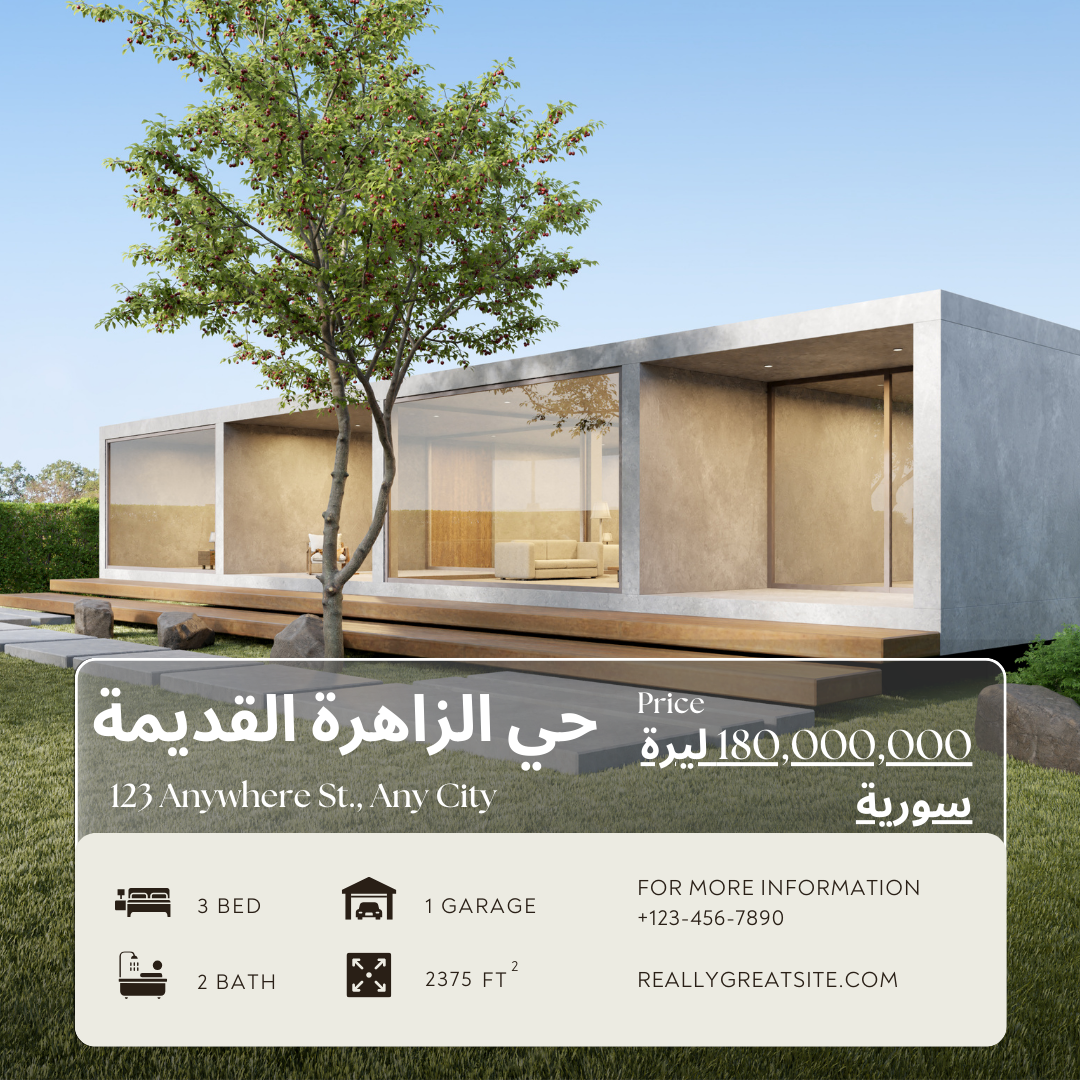 حي الزاهرة القديمة
123 Anywhere St., Any City
Price
180,000,000 ليرة
سورية
3 BED
1 GARAGE
2 BATH
2375 FT²
FOR MORE INFORMATION
+123-456-7890
REALLYGREATSITE.COM